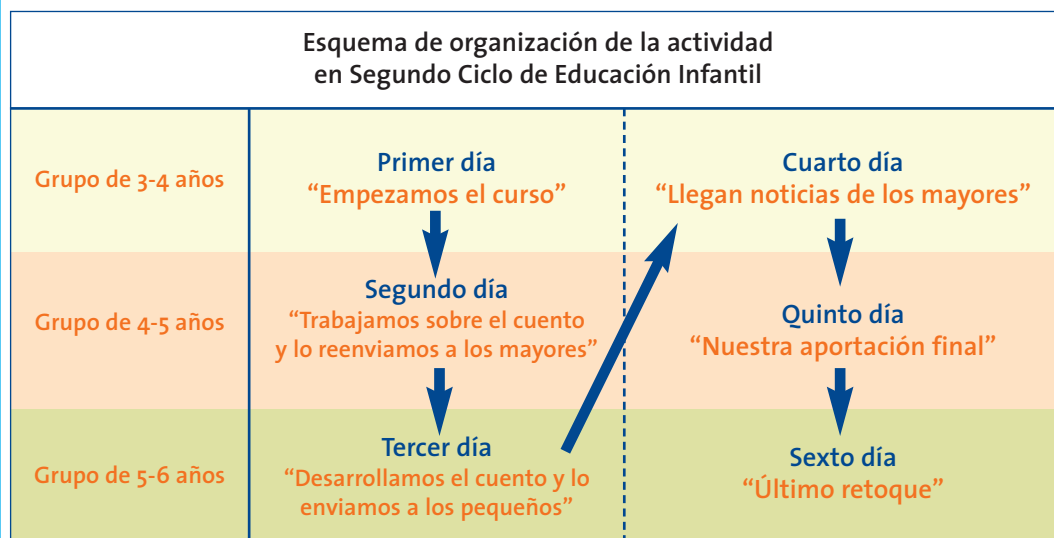 Esquema de organización de la actividad
en Segundo Ciclo de Educación Infantil
Grupo de 3-4 años
Primer día
“Empezamos el curso”
Cuarto día
“Llegan noticias de los mayores”
Grupo de 4-5 años
Segundo día
“Trabajamos sobre el cuento
y lo reenviamos a los mayores”
Quinto día
“Nuestra aportación final”
Grupo de 5-6 años
Tercer día
“Desarrollamos el cuento y lo
enviamos a los pequeños”
Sexto día
“Último retoque”